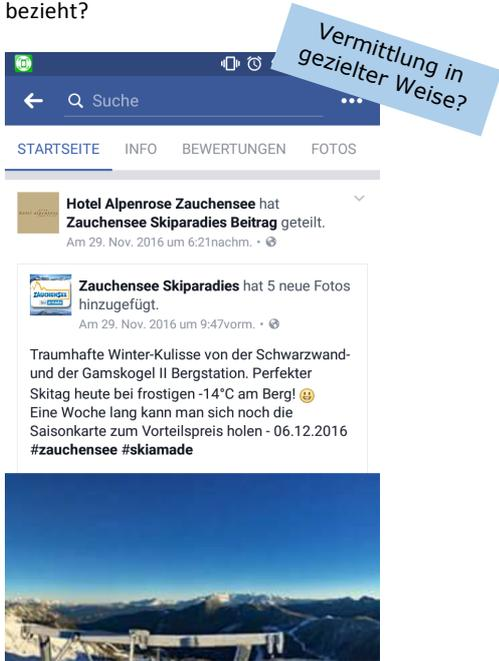 bezieht?
Vermittlung in
gezielter Weise?
Suche
STARTSEITE INFO BEWERTUNGEN FOTOS
Hotel Alpenrose Zauchensee hat
Zauchensee Skiparadies Beitrag geteilt.
Am 29. Nov. 2016 um 6:21nachm. •
Zauchensee Skiparadies hat 5 neue Fotos
hinzugefügt.
Am 29. Nov. 2016 um 9:47vorm. •
ZAUCHENSEE
Traumhafte Winter-Kulisse von der Schwarzwand-
und der Gamskogel II Bergstation. Perfekter
Skitag heute bei frostigen -14°C am Berg! 😃
Eine Woche lang kann man sich noch die
Saisonkarte zum Vorteilspreis holen - 06.12.2016
#zauchensee #skiamade